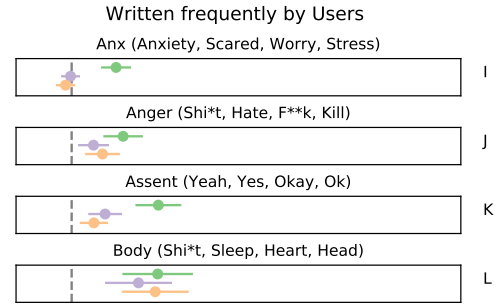 Written frequently by Users
Anx (Anxiety, Scared, Worry, Stress)
I
Anger (Shi*t, Hate, F**k, Kill)
J
Assent (Yeah, Yes, Okay, Ok)
K
Body (Shi*t, Sleep, Heart, Head)
L